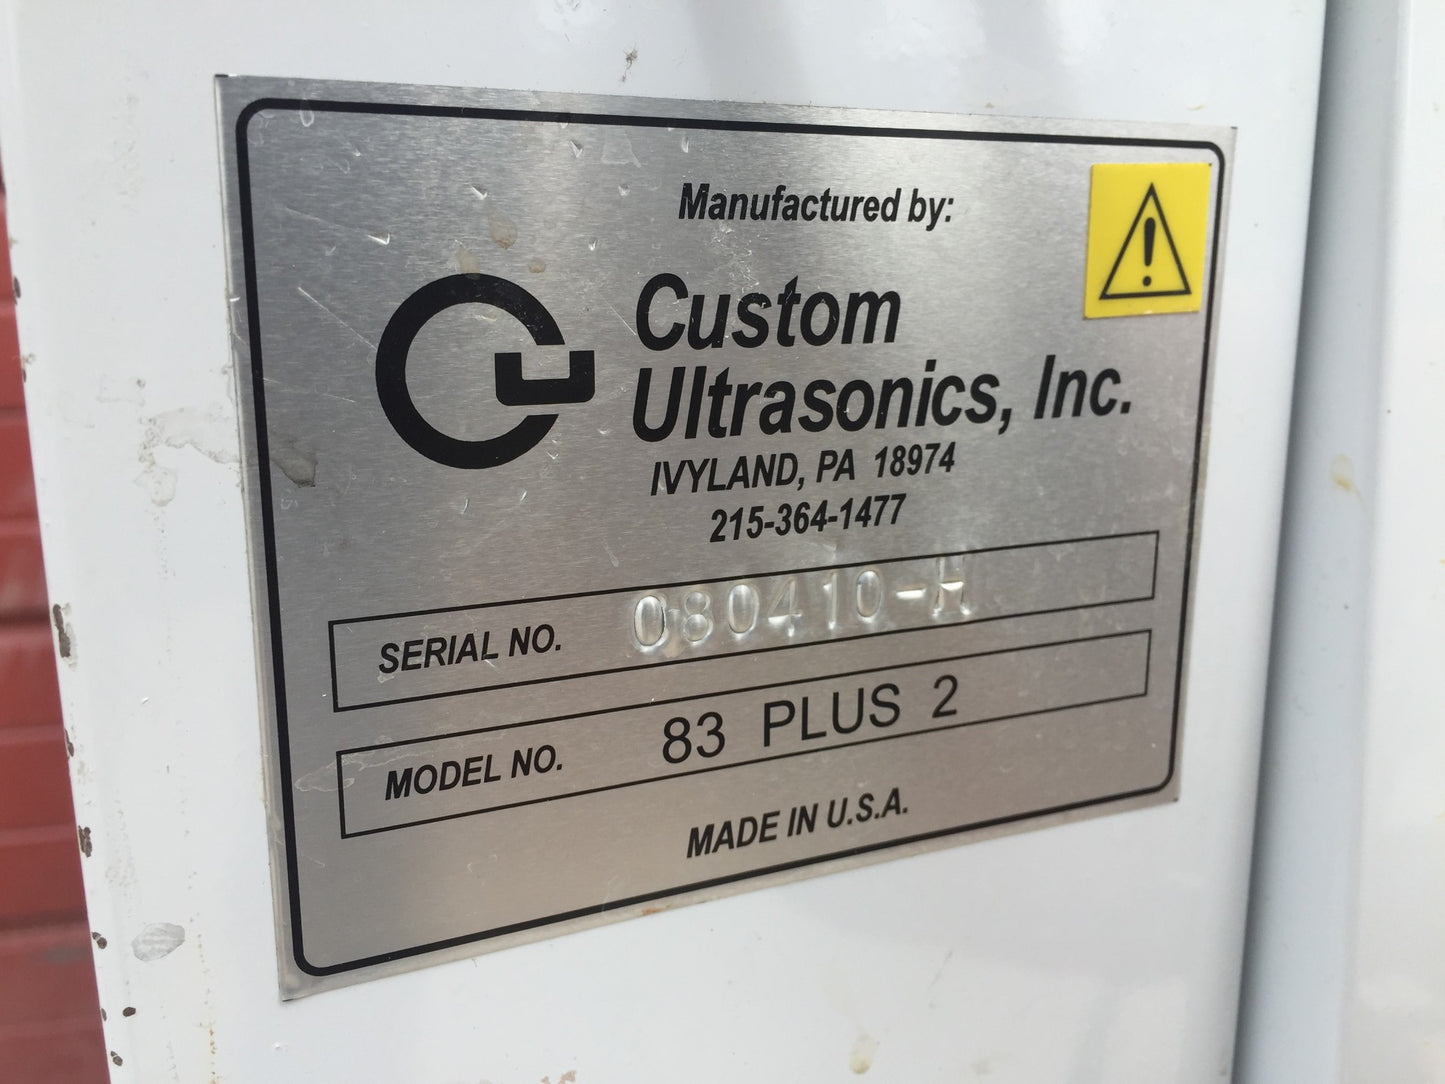 Manufactured by:
Custom
Ultrasonics, Inc.
IVYLAND, PA 18974
215-364-1477
SERIAL NO. 080410-H
MODEL NO. 83 PLUS 2
MADE IN U.S.A.